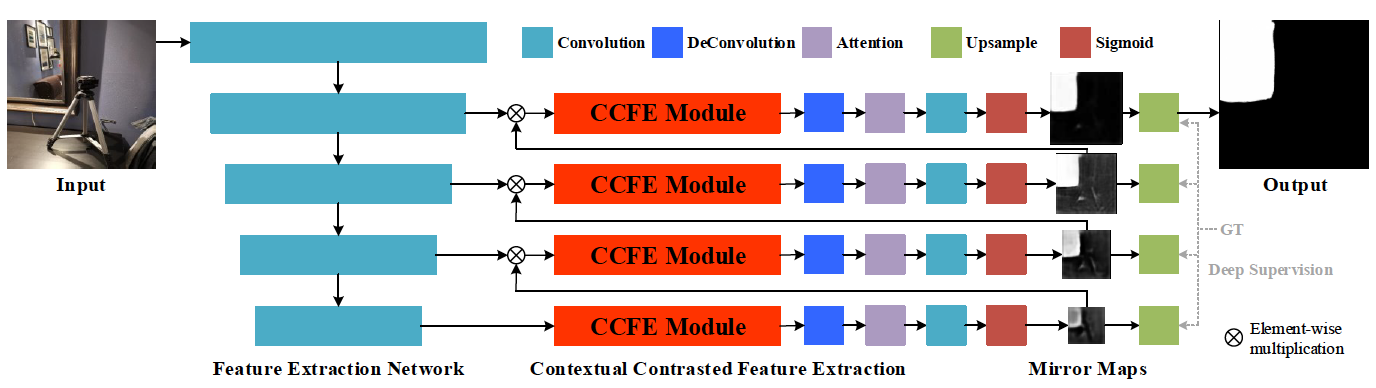 Convolution DeConvolution Attention Upsample Sigmoid
Input
CCFE Module
CCFE Module
CCFE Module
CCFE Module
Output
GT
Deep Supervision
Element-wise
multiplication
Feature Extraction Network
Contextual Contrasted Feature Extraction
Mirror Maps